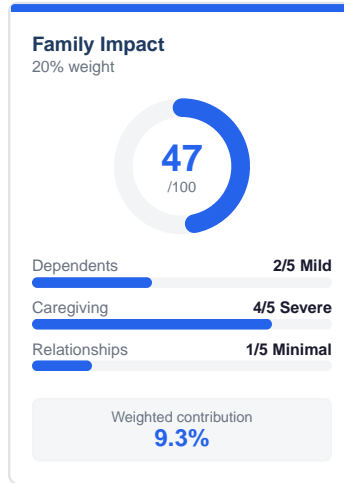 Family Impact
20% weight
47
/100
Dependents 2/5 Mild
Caregiving 4/5 Severe
Relationships 1/5 Minimal
Weighted contribution
9.3%